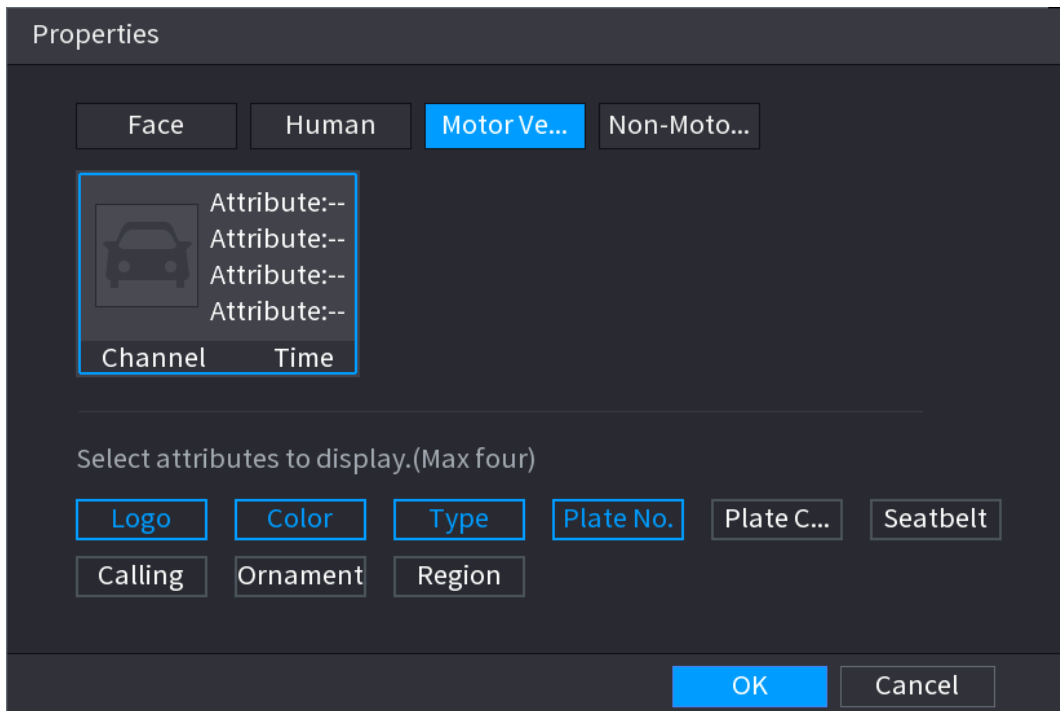 Properties
Face Human Motor Ve... Non-Moto...
Attribute:--
Attribute:--
Attribute:--
Attribute:--
Channel Time
Select attributes to display.(Max four)
Logo Color Type Plate No. Plate C... Seatbelt
Calling Ornament Region
OK Cancel